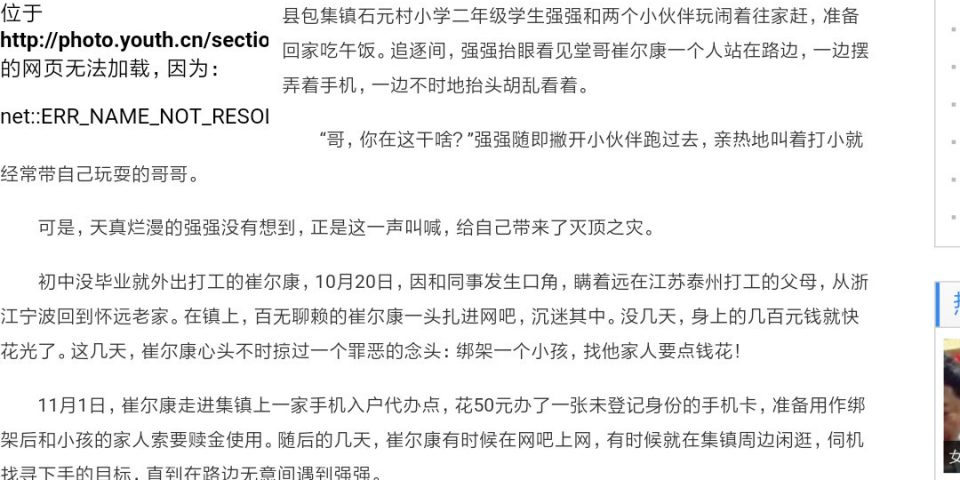 位于
http://photo.youth.cn/sectio
的网页无法加载，因为：
net::ERR_NAME_NOT_RESOL
县包集镇石元村小学二年级学生强强和两个小伙伴玩闹着往家赶，准备
回家吃午饭。追逐间，强强抬眼看见堂哥崔尔康一个人站在路边，一边摆
弄着手机，一边不时地抬头胡乱看着。
“哥，你在这干啥？”强强随即撇开小伙伴跑过去，亲热地叫着打小就
经常带自己玩耍的哥哥。
可是，天真烂漫的强强没有想到，正是这一声叫喊，给自己带来了灭顶之灾。
初中没毕业就外出打工的崔尔康，10月20日，因和同事发生口角，瞒着远在江苏泰州打工的父母，从浙
江宁波回到怀远老家。在镇上，百无聊赖的崔尔康一头扎进网吧，沉迷其中。没几天，身上的几百元钱就快
花光了。这几天，崔尔康心头不时掠过一个罪恶的念头：绑架一个小孩，找他家人要点钱花！
11月1日，崔尔康走进集镇上一家手机入户代办点，花50元办了一张未登记身份的手机卡，准备用作绑
架后和小孩的家人索要赎金使用。随后的几天，崔尔康有时候在网吧上网，有时候就在集镇周边闲逛，伺机
找寻下手的目标，直到在路边无意间遇到强强。
女